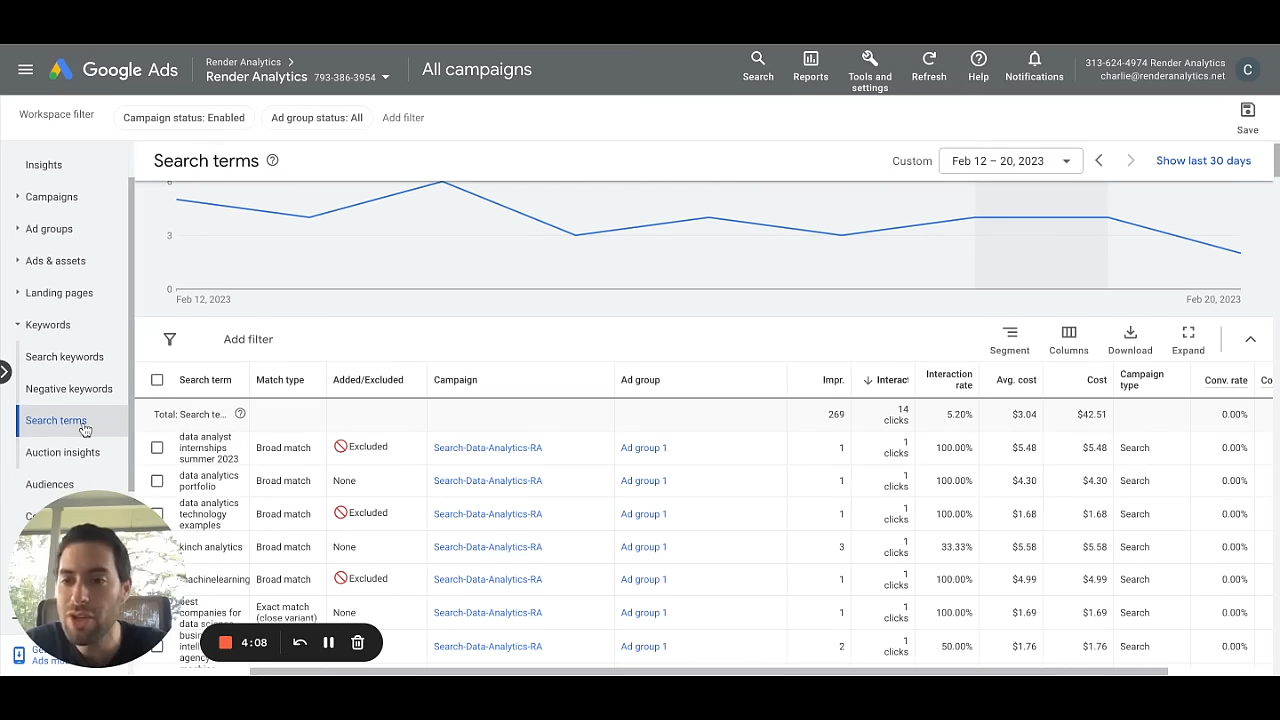 Google Ads
Render Analytics
Render Analytics 793-386-3954
All campaigns
Search
Reports
Tools and
settings
Refresh
Help
Notifications
313-624-4974 Render Analytics
charlie@renderanalytics.net
C
Workspace filter
Campaign status: Enabled
Ad group status: All
Add filter
Save
Insights
Campaigns
Ad groups
Ads & assets
Landing pages
Keywords
Search keywords
Negative keywords
Search terms
Auction insights
Audiences
Search terms
Custom
Feb 12 – 20, 2023
Show last 30 days
6
3
0
Feb 12, 2023
Feb 20, 2023
Add filter
Segment
Columns
Download
Expand
Search term Match type Added/Excluded Campaign Ad group Impr. Interact Interaction rate Avg. cost Cost Campaign type Conv. rate Co
Total: Search te... 269 14 clicks 5.20% $3.04 $42.51 0.00%
data analyst internships summer 2023 Broad match Excluded Search-Data-Analytics-RA Ad group 1 1 1 clicks 100.00% $5.48 $5.48 Search 0.00%
data analytics portfolio Broad match None Search-Data-Analytics-RA Ad group 1 1 1 clicks 100.00% $4.30 $4.30 Search 0.00%
data analytics technology examples Broad match Excluded Search-Data-Analytics-RA Ad group 1 1 1 clicks 100.00% $1.68 $1.68 Search 0.00%
kinch analytics Broad match None Search-Data-Analytics-RA Ad group 1 3 1 clicks 33.33% $5.58 $5.58 Search 0.00%
machinelearning Broad match Excluded Search-Data-Analytics-RA Ad group 1 1 1 clicks 100.00% $4.99 $4.99 Search 0.00%
best companies for data science Exact match (close variant) None Search-Data-Analytics-RA Ad group 1 1 1 clicks 100.00% $1.69 $1.69 Search 0.00%
Search-Data-Analytics-RA Ad group 1 2 1 clicks 50.00% $1.76 $1.76 Search 0.00%
4:08